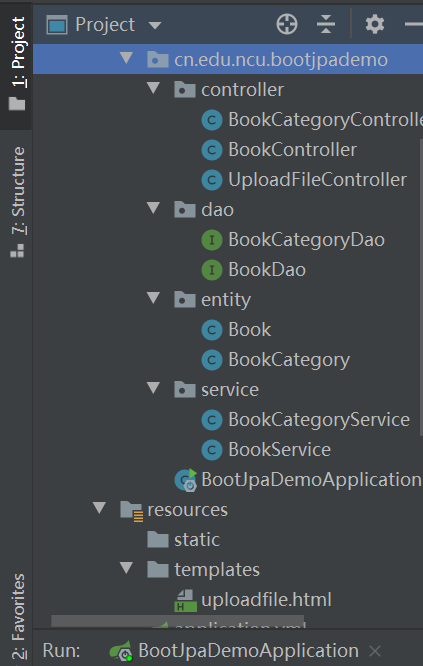 Project
1: Project
cn.edu.ncu.bootjpademo
controller
BookCategoryControlle
BookController
UploadFileController
7: Structure
dao
BookCategoryDao
BookDao
entity
Book
BookCategory
service
BookCategoryService
BookService
BootJpaDemoApplication
resources
static
templates
uploadfile.html
application.yml
2: Favorites
Run: BootJpaDemoApplication